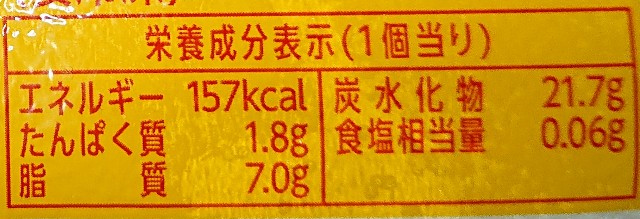 栄養成分表示(1個当り)
エネルギー 157kcal
たんぱく質 1.8g
脂質 7.0g
炭水化物 21.7g
食塩相当量 0.06g